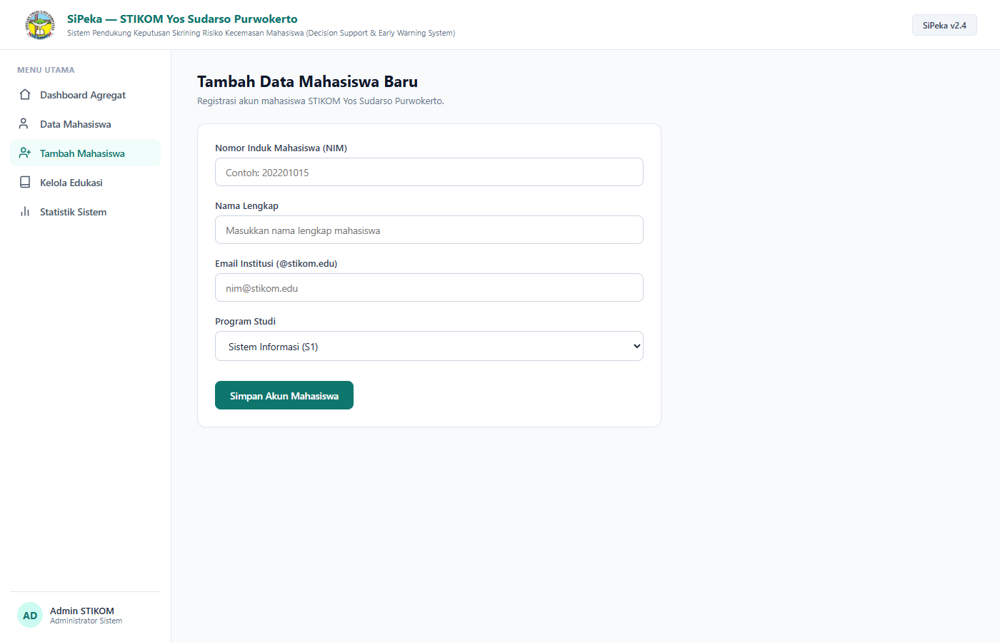 SiPeka — STIKOM Yos Sudarso Purwokerto
Sistem Pendukung Keputusan Skrining Risiko Kecemasan Mahasiswa (Decision Support & Early Warning System)
SiPeka v2.4
MENU UTAMA
Dashboard Agregat
Data Mahasiswa
Tambah Mahasiswa
Kelola Edukasi
Statistik Sistem
Tambah Data Mahasiswa Baru
Registrasi akun mahasiswa STIKOM Yos Sudarso Purwokerto.
Nomor Induk Mahasiswa (NIM)
Contoh: 202201015
Nama Lengkap
Masukkan nama lengkap mahasiswa
Email Institusi (@stikom.edu)
nim@stikom.edu
Program Studi
Sistem Informasi (S1)
Simpan Akun Mahasiswa
AD
Admin STIKOM
Administrator Sistem